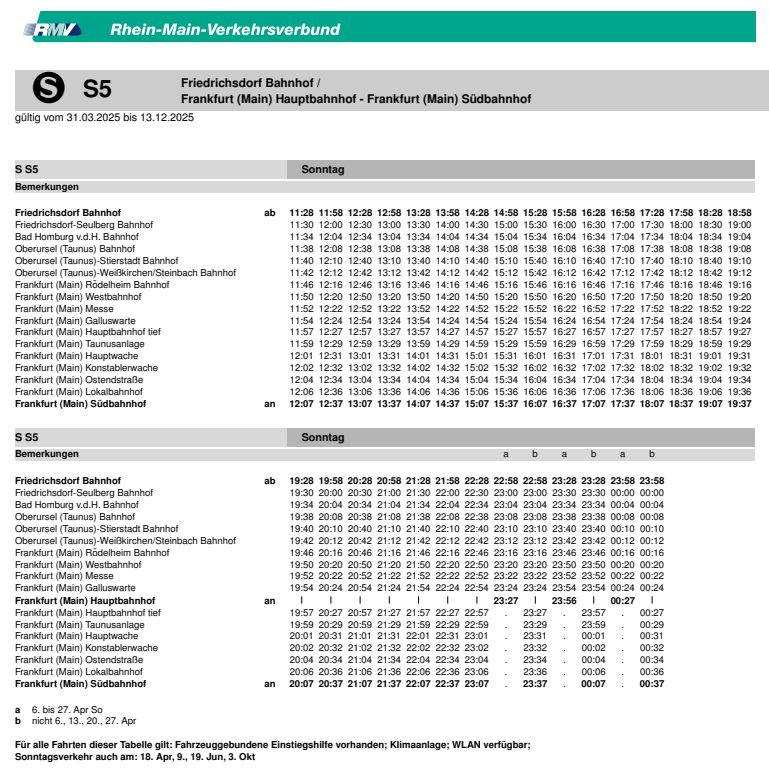 RMV Rhein-Main-Verkehrsverbund
S S5 Friedrichsdorf Bahnhof /
Frankfurt (Main) Hauptbahnhof - Frankfurt (Main) Südbahnhof
gültig vom 31.03.2025 bis 13.12.2025
S S5 Sonntag
Bemerkungen
Friedrichsdorf Bahnhof ab 11:28 11:58 12:28 12:58 13:28 13:58 14:28 14:58 15:28 15:58 16:28 16:58 17:28 17:58 18:28 18:58
Friedrichsdorf-Seulberg Bahnhof 11:30 12:00 12:30 13:00 13:30 14:00 14:30 15:00 15:30 16:00 16:30 17:00 17:30 18:00 18:30 19:00
Bad Homburg v.d.H. Bahnhof 11:34 12:04 12:34 13:04 13:34 14:04 14:34 15:04 15:34 16:04 16:34 17:04 17:34 18:04 18:34 19:04
Oberursel (Taunus) Bahnhof 11:38 12:08 12:38 13:08 13:38 14:08 14:38 15:08 15:38 16:08 16:38 17:08 17:38 18:08 18:38 19:08
Oberursel (Taunus)-Stierstadt Bahnhof 11:40 12:10 12:40 13:10 13:40 14:10 14:40 15:10 15:40 16:10 16:40 17:10 17:40 18:10 18:40 19:10
Oberursel (Taunus)-Weißkirchen/Steinbach Bahnhof 11:42 12:12 12:42 13:12 13:42 14:12 14:42 15:12 15:42 16:12 16:42 17:12 17:42 18:12 18:42 19:12
Frankfurt (Main) Rödelheim Bahnhof 11:46 12:16 12:46 13:16 13:46 14:16 14:46 15:16 15:46 16:16 16:46 17:16 17:46 18:16 18:46 19:16
Frankfurt (Main) Westbahnhof 11:50 12:20 12:50 13:20 13:50 14:20 14:50 15:20 15:50 16:20 16:50 17:20 17:50 18:20 18:50 19:20
Frankfurt (Main) Messe 11:52 12:22 12:52 13:22 13:52 14:22 14:52 15:22 15:52 16:22 16:52 17:22 17:52 18:22 18:52 19:22
Frankfurt (Main) Galluswarte 11:54 12:24 12:54 13:24 13:54 14:24 14:54 15:24 15:54 16:24 16:54 17:24 17:54 18:24 18:54 19:24
Frankfurt (Main) Hauptbahnhof tief 11:57 12:27 12:57 13:27 13:57 14:27 14:57 15:27 15:57 16:27 16:57 17:27 17:57 18:27 18:57 19:27
Frankfurt (Main) Taunusanlage 11:59 12:29 12:59 13:29 13:59 14:29 14:59 15:29 15:59 16:29 16:59 17:29 17:59 18:29 18:59 19:29
Frankfurt (Main) Hauptwache 12:01 12:31 13:01 13:31 14:01 14:31 15:01 15:31 16:01 16:31 17:01 17:31 18:01 18:31 19:01 19:31
Frankfurt (Main) Konstablerwache 12:02 12:32 13:02 13:32 14:02 14:32 15:02 15:32 16:02 16:32 17:02 17:32 18:02 18:32 19:02 19:32
Frankfurt (Main) Ostendstraße 12:04 12:34 13:04 13:34 14:04 14:34 15:04 15:34 16:04 16:34 17:04 17:34 18:04 18:34 19:04 19:34
Frankfurt (Main) Lokalbahnhof 12:06 12:36 13:06 13:36 14:06 14:36 15:06 15:36 16:06 16:36 17:06 17:36 18:06 18:36 19:06 19:36
Frankfurt (Main) Südbahnhof an 12:07 12:37 13:07 13:37 14:07 14:37 15:07 15:37 16:07 16:37 17:07 17:37 18:07 18:37 19:07 19:37
S S5 Sonntag
Bemerkungen a b a b a b
Friedrichsdorf Bahnhof ab 19:28 19:58 20:28 20:58 21:28 21:58 22:28 22:58 22:58 23:28 23:28 23:58 23:58
Friedrichsdorf-Seulberg Bahnhof 19:30 20:00 20:30 21:00 21:30 22:00 22:30 23:00 23:00 23:30 23:30 00:00 00:00
Bad Homburg v.d.H. Bahnhof 19:34 20:04 20:34 21:04 21:34 22:04 22:34 23:04 23:04 23:34 23:34 00:04 00:04
Oberursel (Taunus) Bahnhof 19:38 20:08 20:38 21:08 21:38 22:08 22:38 23:08 23:08 23:38 23:38 00:08 00:08
Oberursel (Taunus)-Stierstadt Bahnhof 19:40 20:10 20:40 21:10 21:40 22:10 22:40 23:10 23:10 23:40 23:40 00:10 00:10
Oberursel (Taunus)-Weißkirchen/Steinbach Bahnhof 19:42 20:12 20:42 21:12 21:42 22:12 22:42 23:12 23:12 23:42 23:42 00:12 00:12
Frankfurt (Main) Rödelheim Bahnhof 19:46 20:16 20:46 21:16 21:46 22:16 22:46 23:16 23:16 23:46 23:46 00:16 00:16
Frankfurt (Main) Westbahnhof 19:50 20:20 20:50 21:20 21:50 22:20 22:50 23:20 23:20 23:50 23:50 00:20 00:20
Frankfurt (Main) Messe 19:52 20:22 20:52 21:22 21:52 22:22 22:52 23:22 23:22 23:52 23:52 00:22 00:22
Frankfurt (Main) Galluswarte 19:54 20:24 20:54 21:24 21:54 22:24 22:54 23:24 23:24 23:54 23:54 00:24 00:24
Frankfurt (Main) Hauptbahnhof an | | | | | | | 23:27 | 23:56 | 00:27 |
Frankfurt (Main) Hauptbahnhof tief 19:57 20:27 20:57 21:27 21:57 22:27 22:57 . 23:27 . 23:57 . 00:27
Frankfurt (Main) Taunusanlage 19:59 20:29 20:59 21:29 21:59 22:29 22:59 . 23:29 . 23:59 . 00:29
Frankfurt (Main) Hauptwache 20:01 20:31 21:01 21:31 22:01 22:31 23:01 . 23:31 . 00:01 . 00:31
Frankfurt (Main) Konstablerwache 20:02 20:32 21:02 21:32 22:02 22:32 23:02 . 23:32 . 00:02 . 00:32
Frankfurt (Main) Ostendstraße 20:04 20:34 21:04 21:34 22:04 22:34 23:04 . 23:34 . 00:04 . 00:34
Frankfurt (Main) Lokalbahnhof 20:06 20:36 21:06 21:36 22:06 22:36 23:06 . 23:36 . 00:06 . 00:36
Frankfurt (Main) Südbahnhof an 20:07 20:37 21:07 21:37 22:07 22:37 23:07 . 23:37 . 00:07 . 00:37
a 6. bis 27. Apr So
b nicht 6., 13., 20., 27. Apr
Für alle Fahrten dieser Tabelle gilt: Fahrzeuggebundene Einstiegshilfe vorhanden; Klimaanlage; WLAN verfügbar;
Sonntagsverkehr auch am: 18. Apr, 9., 19. Jun, 3. Okt